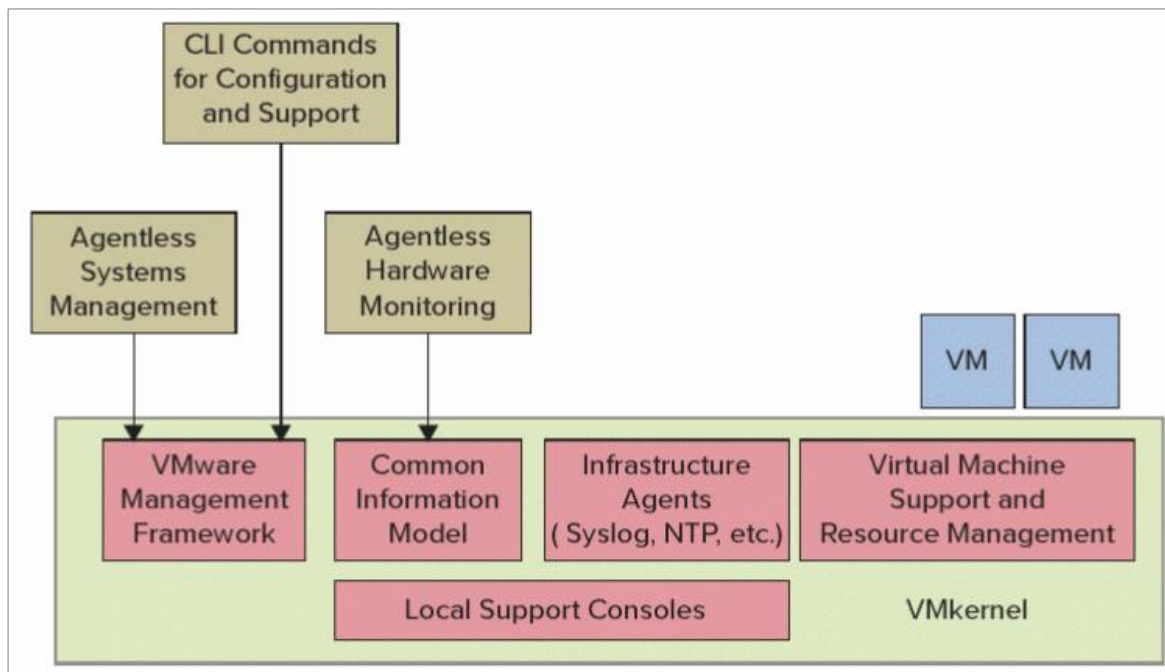 CLI Commands
for Configuration
and Support
Agentless
Systems
Management
Agentless
Hardware
Monitoring
VM
VM
VMware
Management
Framework
Common
Information
Model
Infrastructure
Agents
( Syslog, NTP, etc.)
Virtual Machine
Support and
Resource Management
Local Support Consoles
VMkernel